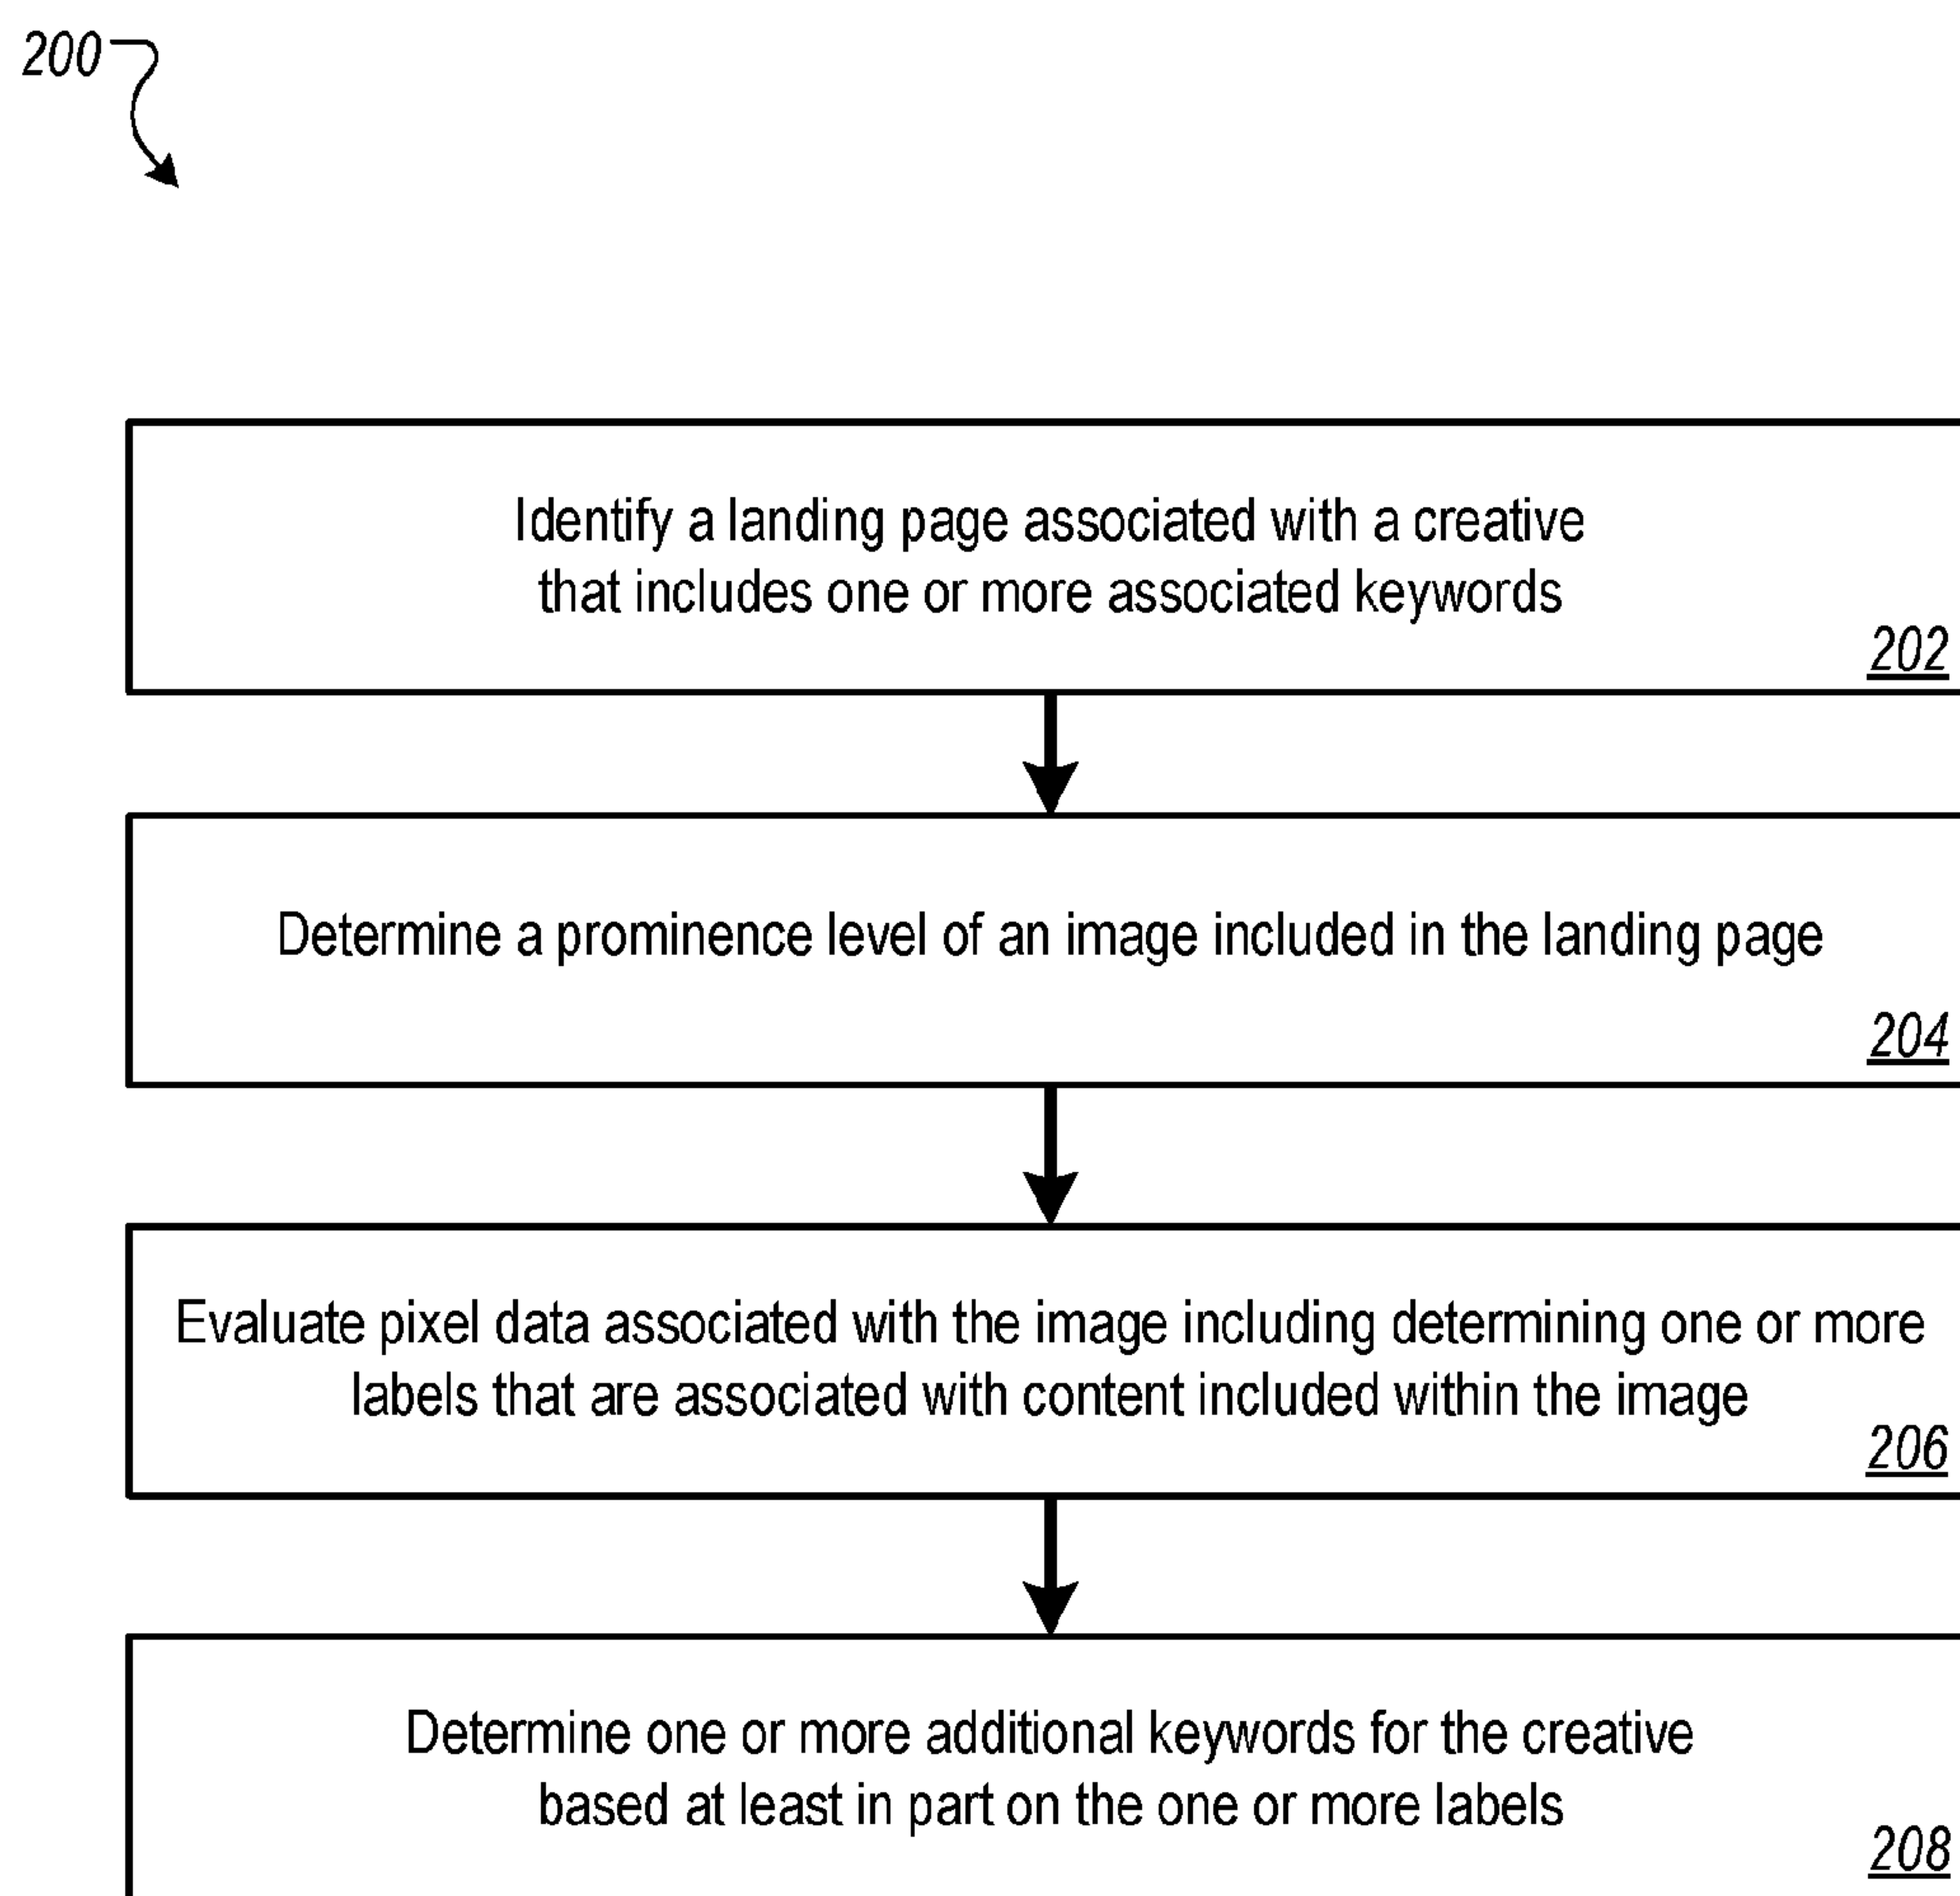 200
Identify a landing page associated with a creative
that includes one or more associated keywords
202
Determine a prominence level of an image included in the landing page
204
Evaluate pixel data associated with the image including determining one or more
labels that are associated with content included within the image
206
Determine one or more additional keywords for the creative
based at least in part on the one or more labels
208